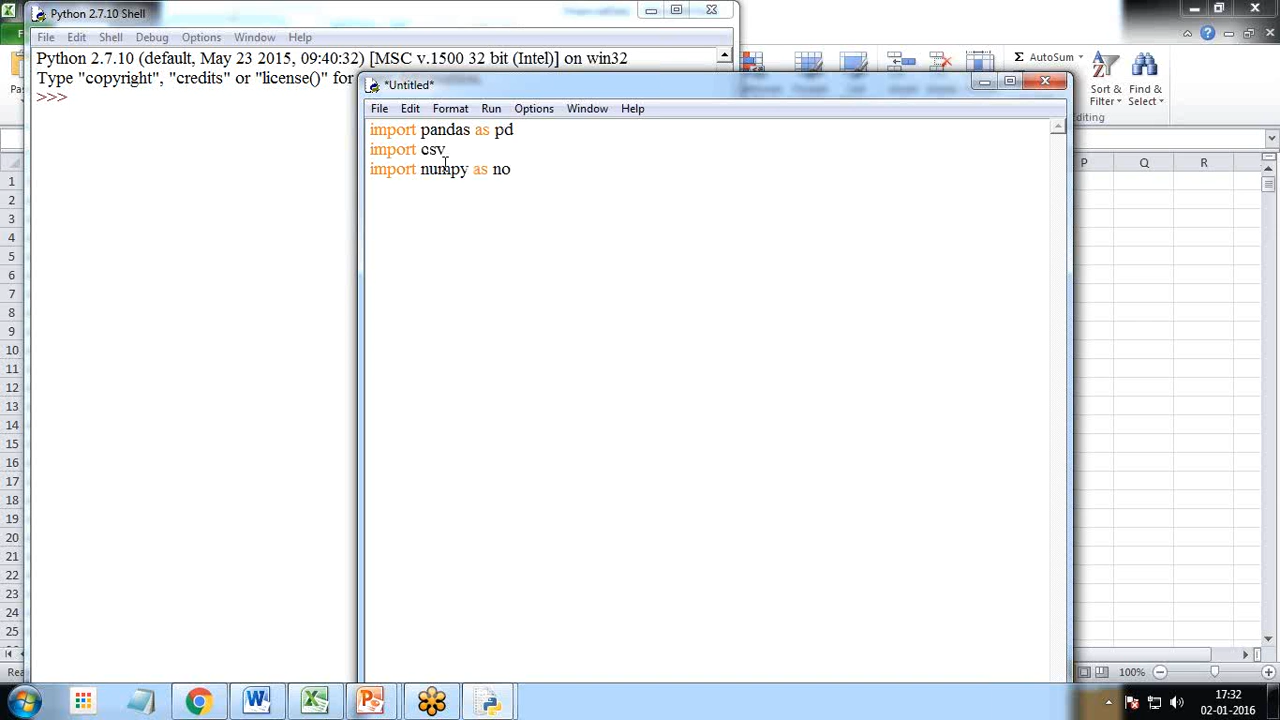 Python 2.7.10 Shell
File Edit Shell Debug Options Window Help
Python 2.7.10 (default, May 23 2015, 09:40:32) [MSC v.1500 32 bit (Intel)] on win32
Type "copyright", "credits" or "license()" for
>>>
*Untitled*
File Edit Format Run Options Window Help
import pandas as pd
import csv
import numpy as no
Σ AutoSum
Sort & Filter
Find & Select
P Q R
1
2
3
4
5
6
7
8
9
10
11
12
13
14
15
16
17
18
19
20
21
22
23
24
25
100%
17:32
02-01-2016